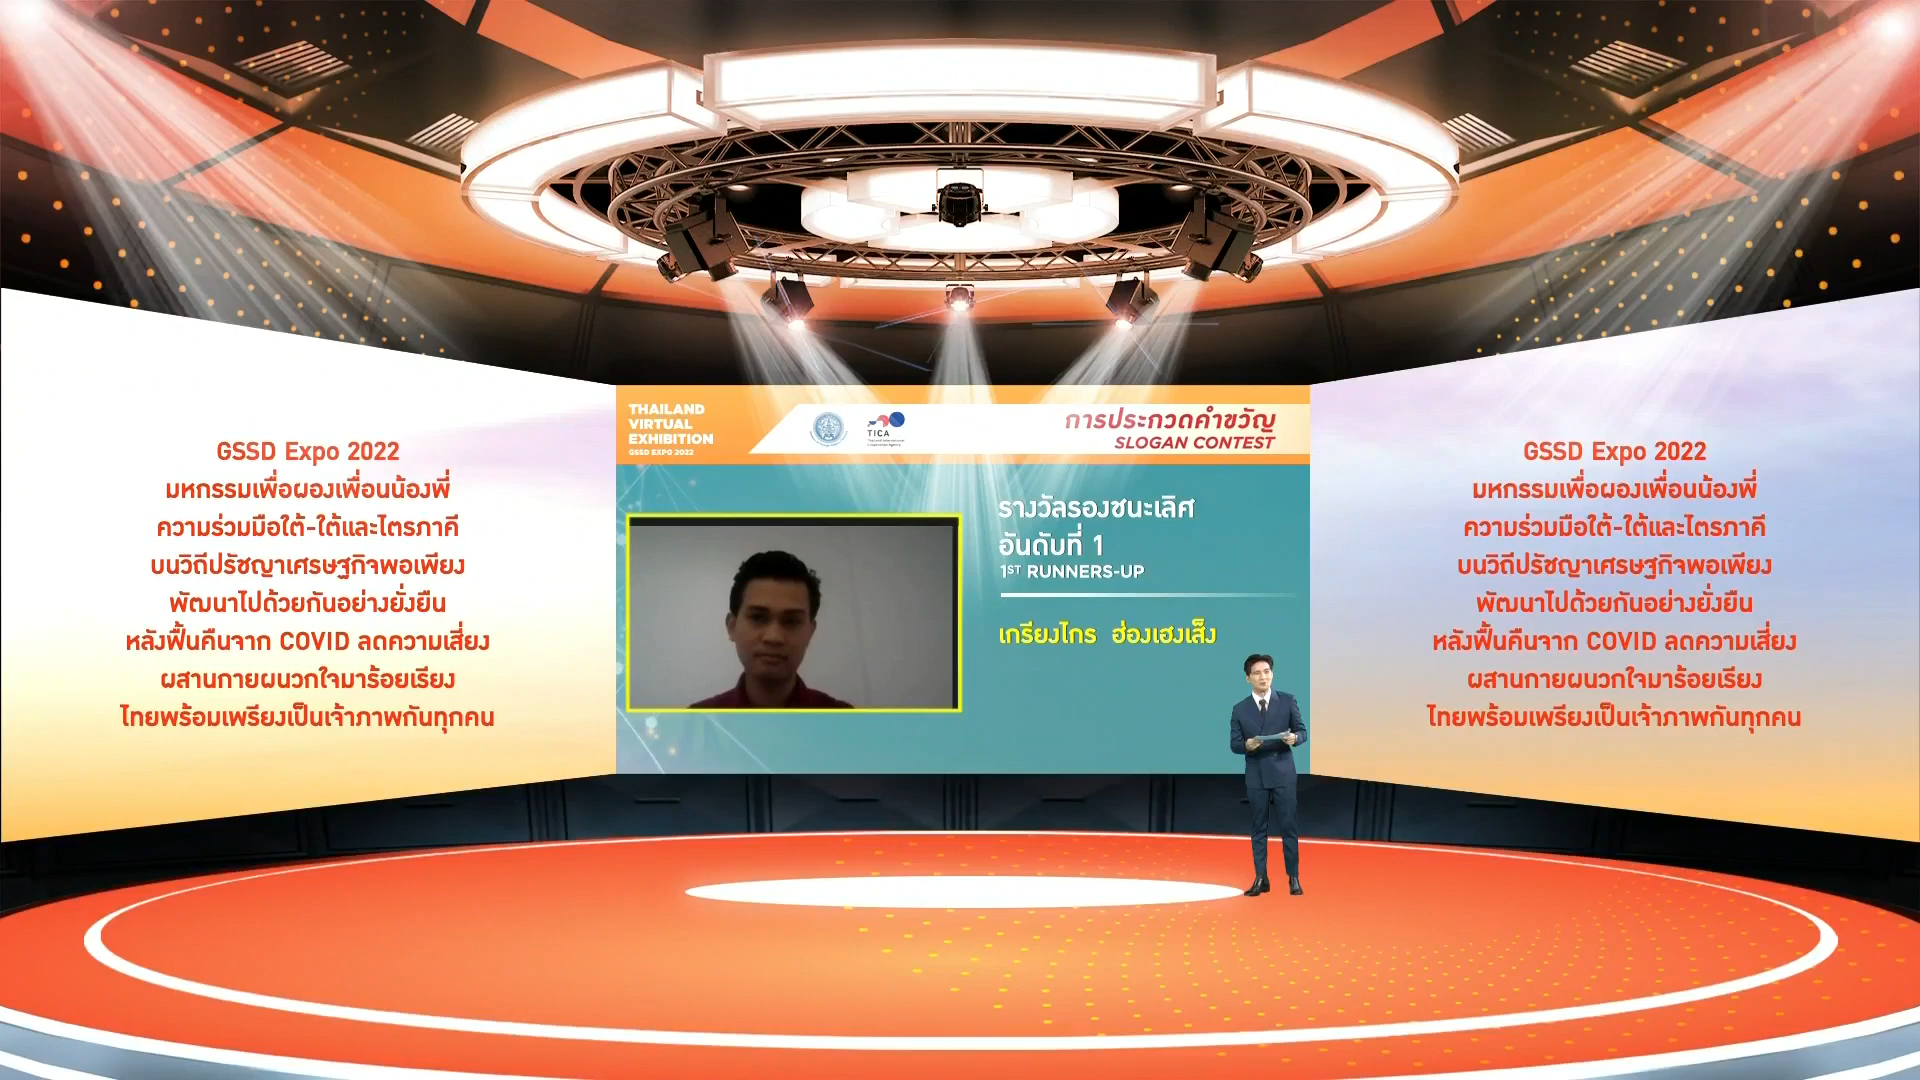 GSSD Expo 2022
มหกรรมเพื่อผองเพื่อนน้องพี่
ความร่วมมือใต้-ใต้และไตรภาคี
บนวิถีปรัชญาเศรษฐกิจพอเพียง
พัฒนาไปด้วยกันอย่างยั่งยืน
หลังฟื้นคืนจาก COVID ลดความเสี่ยง
ผสานกายผนวกใจมาร้อยเรียง
ไทยพร้อมเพรียงเป็นเจ้าภาพกันทุกคน
THAILAND
VIRTUAL
EXHIBITION
GSSD EXPO 2022
TICA
Thailand International
Cooperation Agency
การประกวดคำขวัญ
SLOGAN CONTEST
รางวัลรองชนะเลิศ
อันดับที่ 1
1ST RUNNERS-UP
เกรียงไกร ฮ่องเฮงเส็ง
GSSD Expo 2022
มหกรรมเพื่อผองเพื่อนน้องพี่
ความร่วมมือใต้-ใต้และไตรภาคี
บนวิถีปรัชญาเศรษฐกิจพอเพียง
พัฒนาไปด้วยกันอย่างยั่งยืน
หลังฟื้นคืนจาก COVID ลดความเสี่ยง
ผสานกายผนวกใจมาร้อยเรียง
ไทยพร้อมเพรียงเป็นเจ้าภาพกันทุกคน